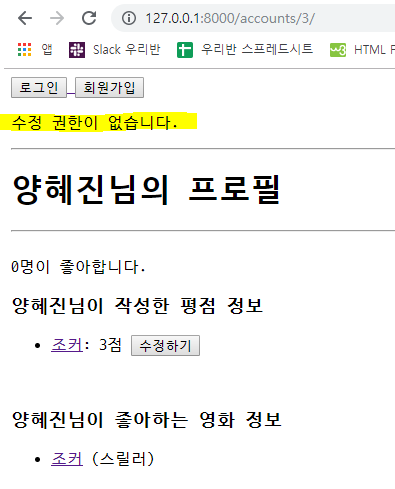 127.0.0.1:8000/accounts/3/
앱 Slack 우리반 우리반 스프레드시트 w3 HTML
로그인 회원가입
수정 권한이 없습니다.
양혜진님의 프로필
0명이 좋아합니다.
양혜진님이 작성한 평점 정보
조커: 3점 수정하기
양혜진님이 좋아하는 영화 정보
조커 (스릴러)